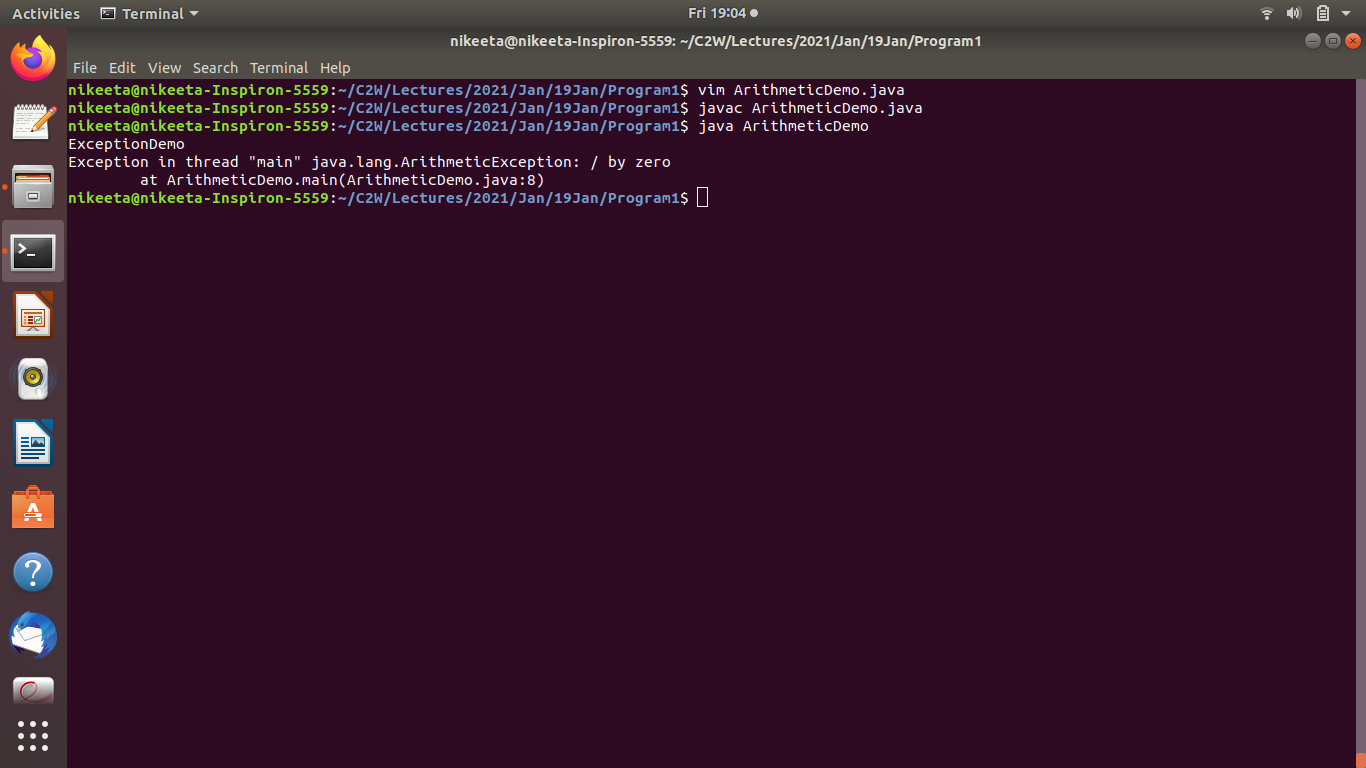 Activities Terminal Fri 19:04
nikeeta@nikeeta-Inspiron-5559: ~/C2W/Lectures/2021/Jan/19Jan/Program1
File Edit View Search Terminal Help
nikeeta@nikeeta-Inspiron-5559:~/C2W/Lectures/2021/Jan/19Jan/Program1$ vim ArithmeticDemo.java
nikeeta@nikeeta-Inspiron-5559:~/C2W/Lectures/2021/Jan/19Jan/Program1$ javac ArithmeticDemo.java
nikeeta@nikeeta-Inspiron-5559:~/C2W/Lectures/2021/Jan/19Jan/Program1$ java ArithmeticDemo
ExceptionDemo
Exception in thread "main" java.lang.ArithmeticException: / by zero
        at ArithmeticDemo.main(ArithmeticDemo.java:8)
nikeeta@nikeeta-Inspiron-5559:~/C2W/Lectures/2021/Jan/19Jan/Program1$